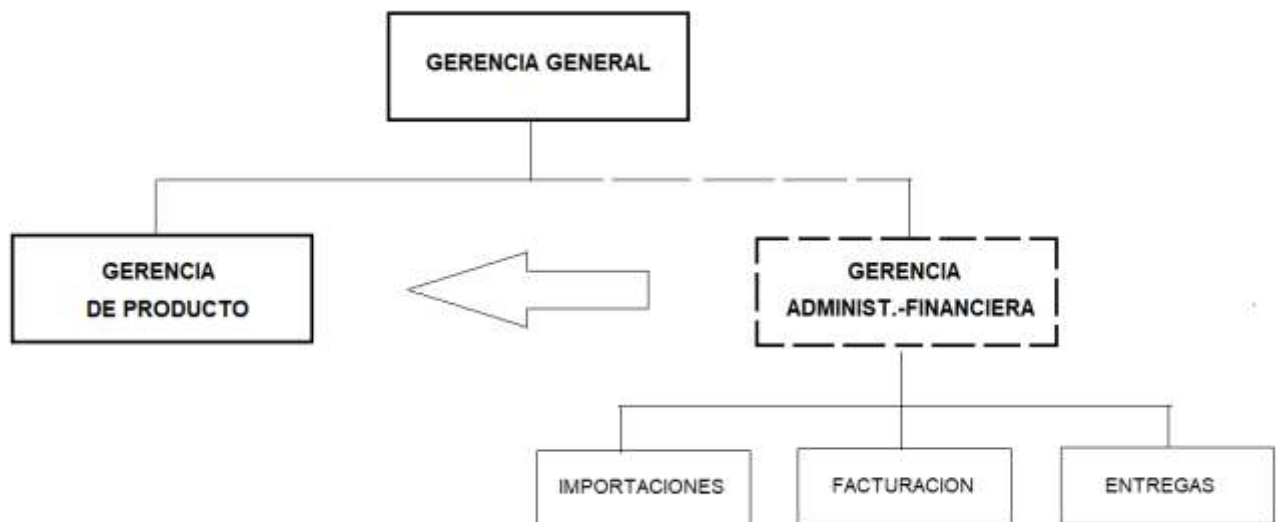 GERENCIA GENERAL
GERENCIA
DE PRODUCTO
GERENCIA
ADMINIST.-FINANCIERA
IMPORTACIONES
FACTURACION
ENTREGAS